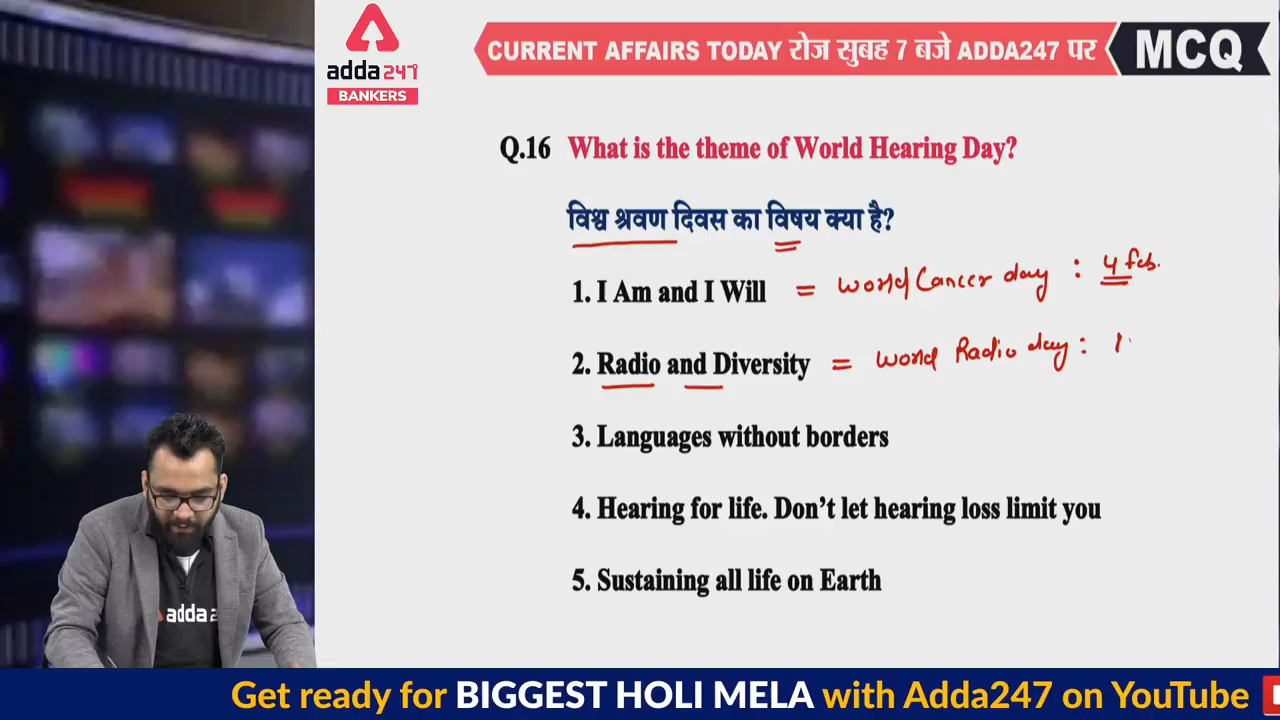 CURRENT AFFAIRS TODAY रोज सुबह 7 बजे ADDA247 पर
MCQ
adda247
BANKERS
Q.16 What is the theme of World Hearing Day?
विश्व श्रवण दिवस का विषय क्या है?
1. I Am and I Will = World Cancer day : 4 feb.
2. Radio and Diversity = World Radio day : 1
3. Languages without borders
4. Hearing for life. Don't let hearing loss limit you
5. Sustaining all life on Earth
adda2
Get ready for BIGGEST HOLI MELA with Adda247 on YouTube